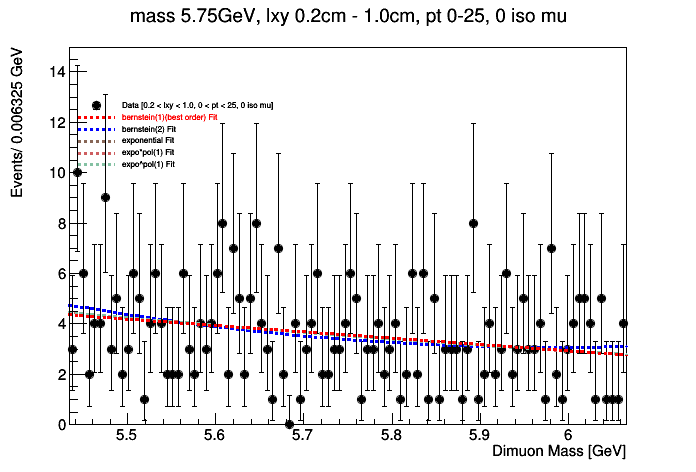 mass 5.75GeV, lxy 0.2cm - 1.0cm, pt 0-25, 0 iso mu
Events/ 0.006325 GeV
14
12
10
8
6
4
2
0
Data [0.2 < lxy < 1.0, 0 < pt < 25, 0 iso mu]
bernstein(1)(best order) Fit
bernstein(2) Fit
exponential Fit
expo*pol(1) Fit
expo^pol(1) Fit
5.5 5.6 5.7 5.8 5.9 6
Dimuon Mass [GeV]